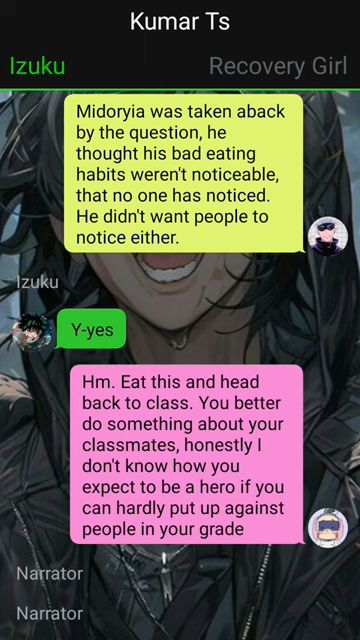 Kumar Ts
Izuku
Recovery Girl
Midoryia was taken aback
by the question, he
thought his bad eating
habits weren't noticeable,
that no one has noticed.
He didn't want people to
notice either.
Izuku
Y-yes
Hm. Eat this and head
back to class. You better
do something about your
classmates, honestly I
don't know how you
expect to be a hero if you
can hardly put up against
people in your grade
Narrator
Narrator